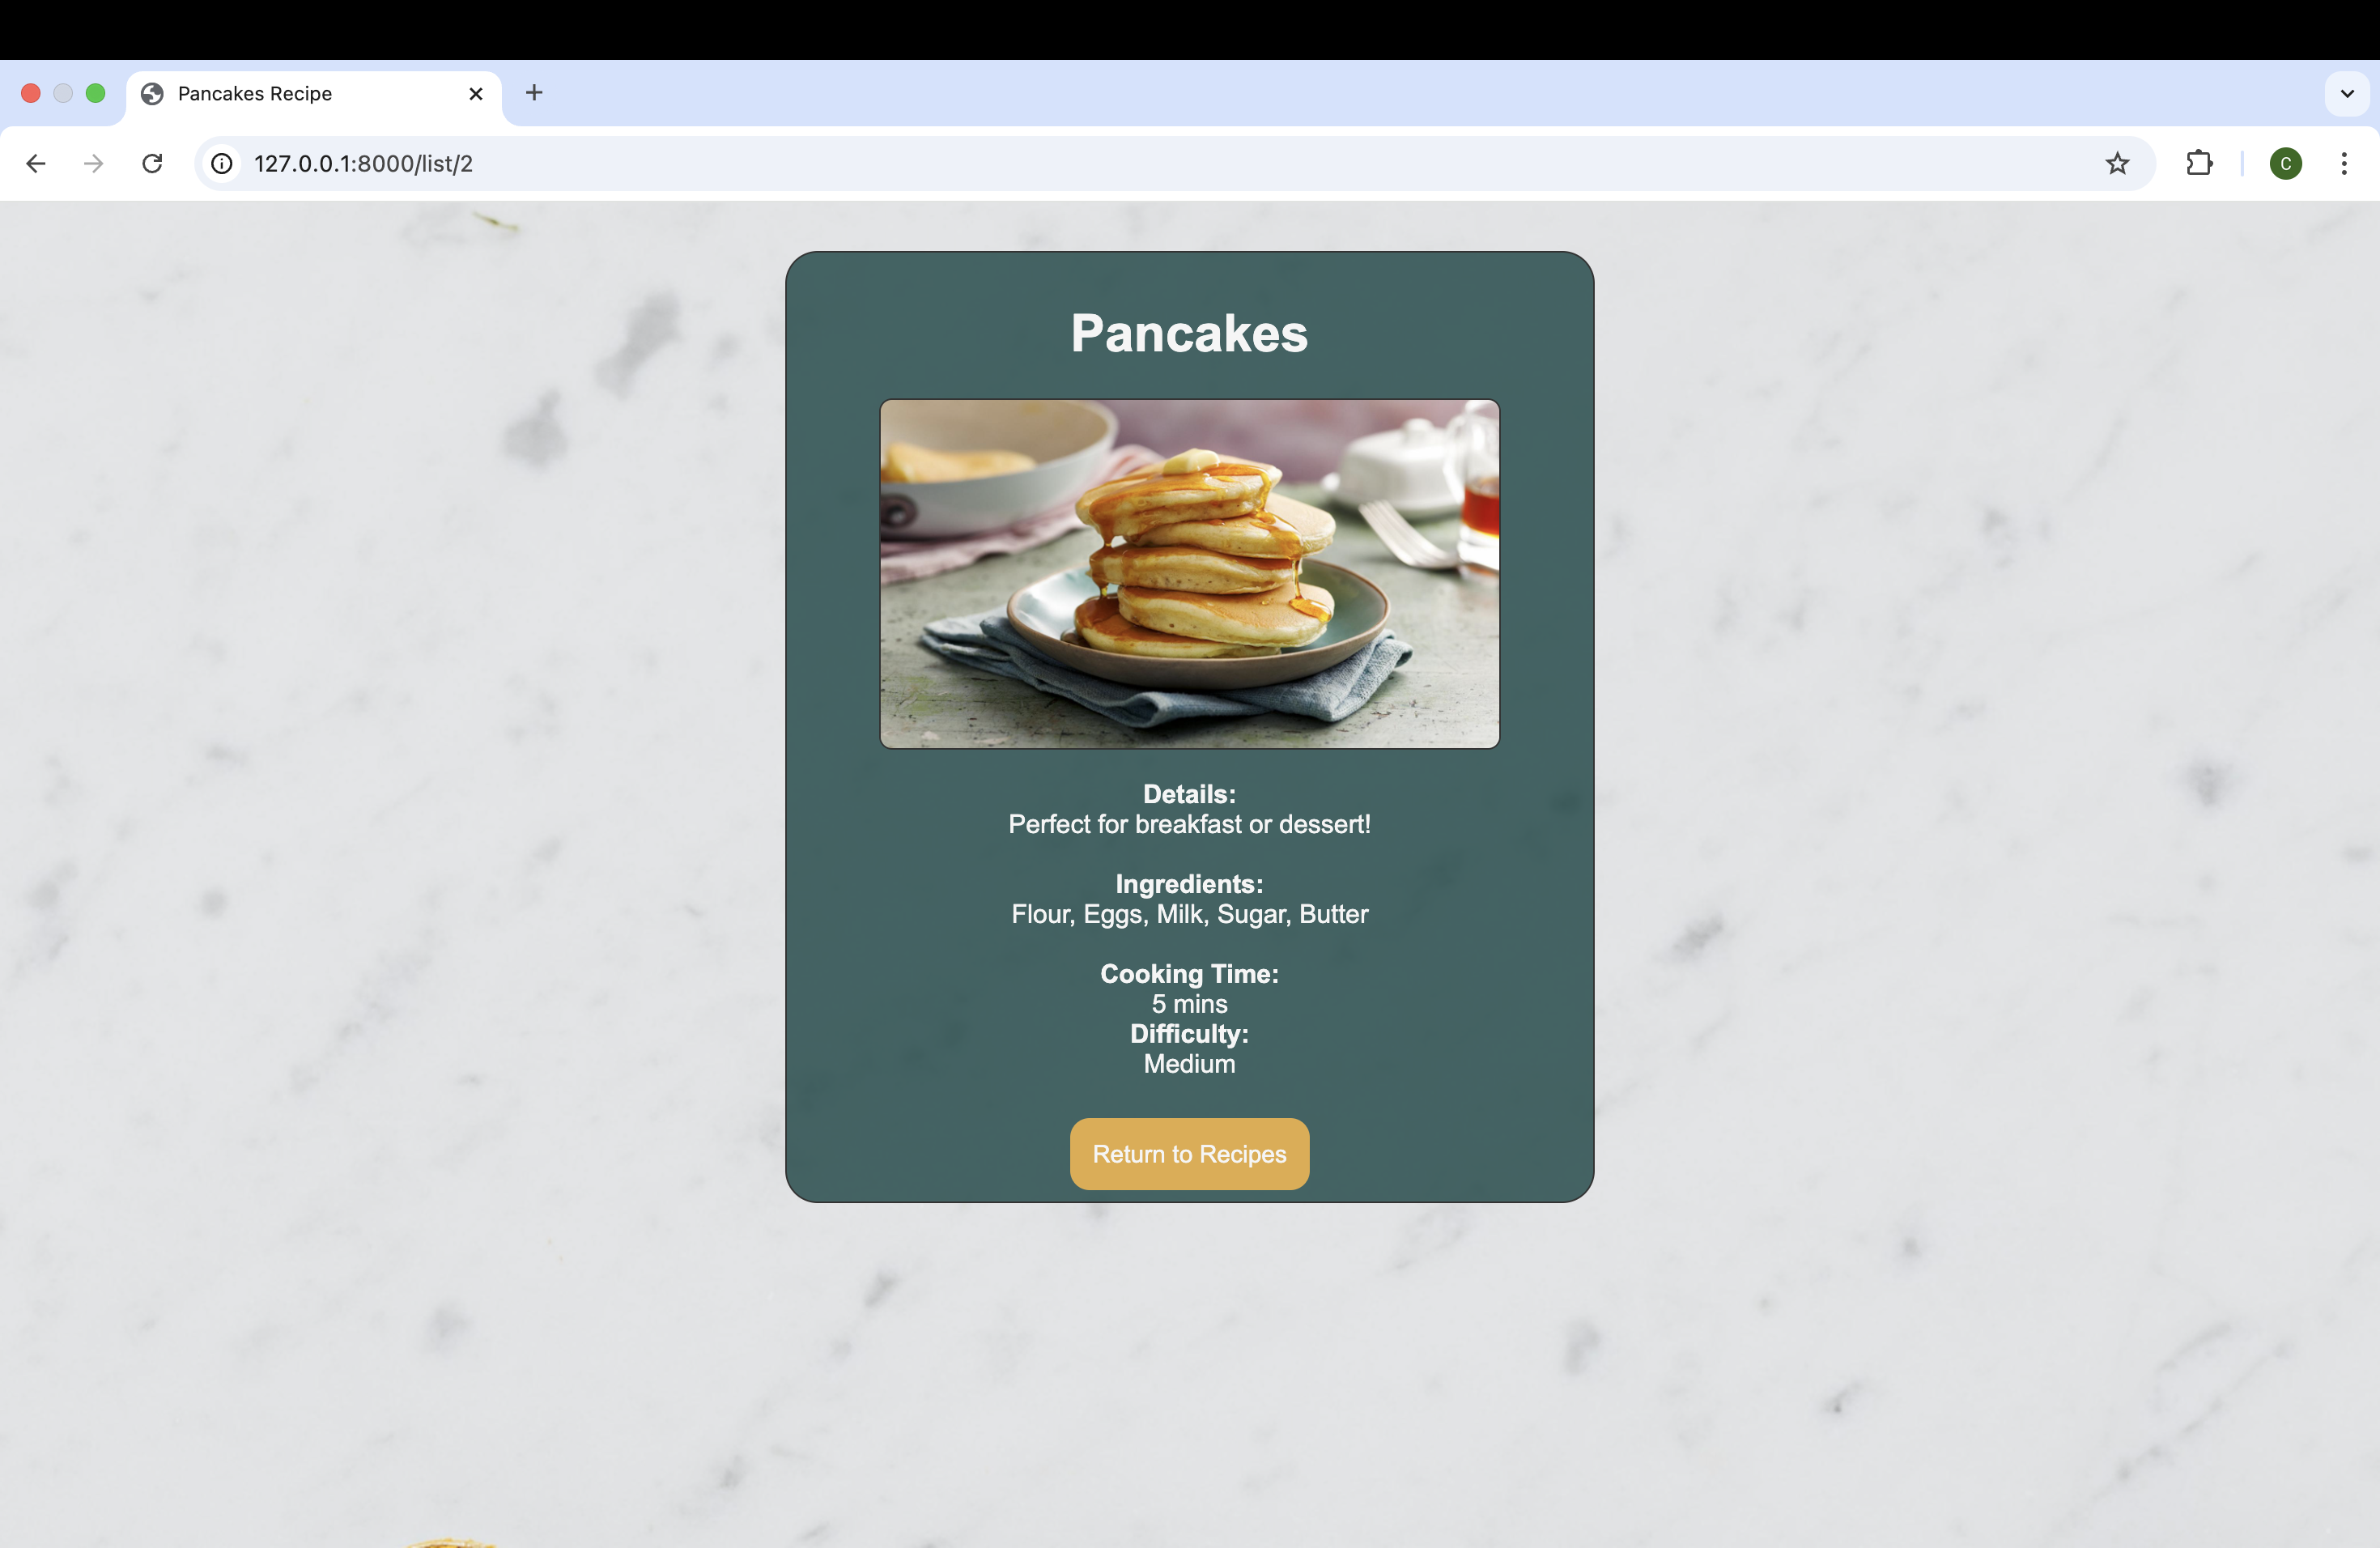 Pancakes Recipe
127.0.0.1:8000/list/2
C
Pancakes
Details:
Perfect for breakfast or dessert!
Ingredients:
Flour, Eggs, Milk, Sugar, Butter
Cooking Time:
5 mins
Difficulty:
Medium
Return to Recipes